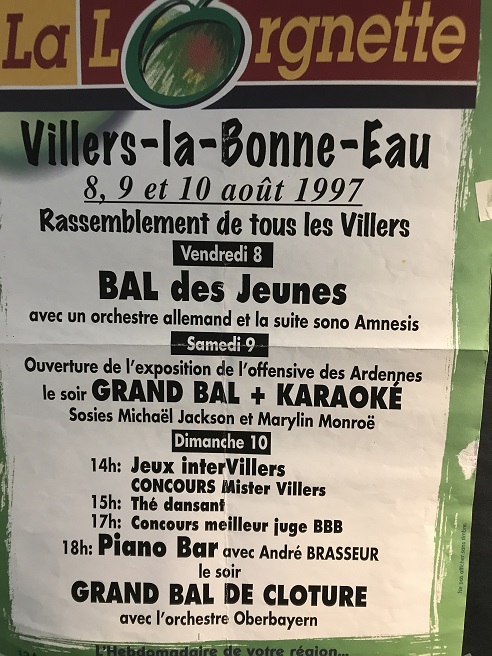 La Lorgnette
Villers-la-Bonne-Eau
8, 9 et 10 août 1997
Rassemblement de tous les Villers
Vendredi 8
BAL des Jeunes
avec un orchestre allemand et la suite sono Amnesis
Samedi 9
Ouverture de l'exposition de l'offensive des Ardennes
le soir GRAND BAL + KARAOKÉ
Sosies Michaël Jackson et Marylin Monroë
Dimanche 10
14h: Jeux interVillers
CONCOURS Mister Villers
15h: Thé dansant
17h: Concours meilleur juge BBB
18h: Piano Bar avec André BRASSEUR
le soir
GRAND BAL DE CLOTURE
avec l'orchestre Oberbayern
L'Hebdomadaire de votre région...